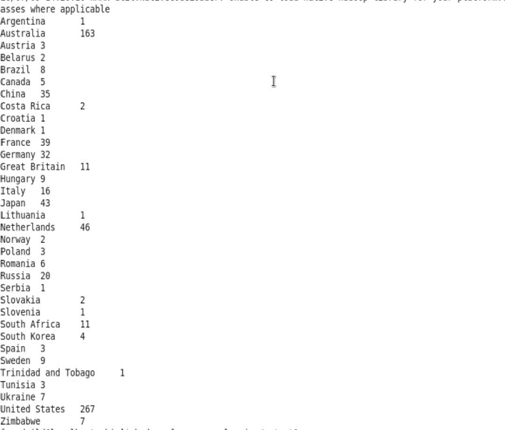 asses where applicable
Argentina 1
Australia 163
Austria 3
Belarus 2
Brazil 8
Canada 5
China 35
Costa Rica 2
Croatia 1
Denmark 1
France 39
Germany 32
Great Britain 11
Hungary 9
Italy 16
Japan 43
Lithuania 1
Netherlands 46
Norway 2
Poland 3
Romania 6
Russia 20
Serbia 1
Slovakia 2
Slovenia 1
South Africa 11
South Korea 4
Spain 3
Sweden 9
Trinidad and Tobago 1
Tunisia 3
Ukraine 7
United States 267
Zimbabwe 7